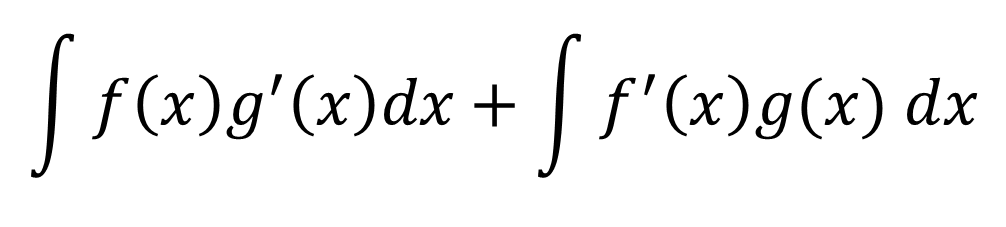 ∫ f(x)g′(x)dx + ∫ f′(x)g(x) dx